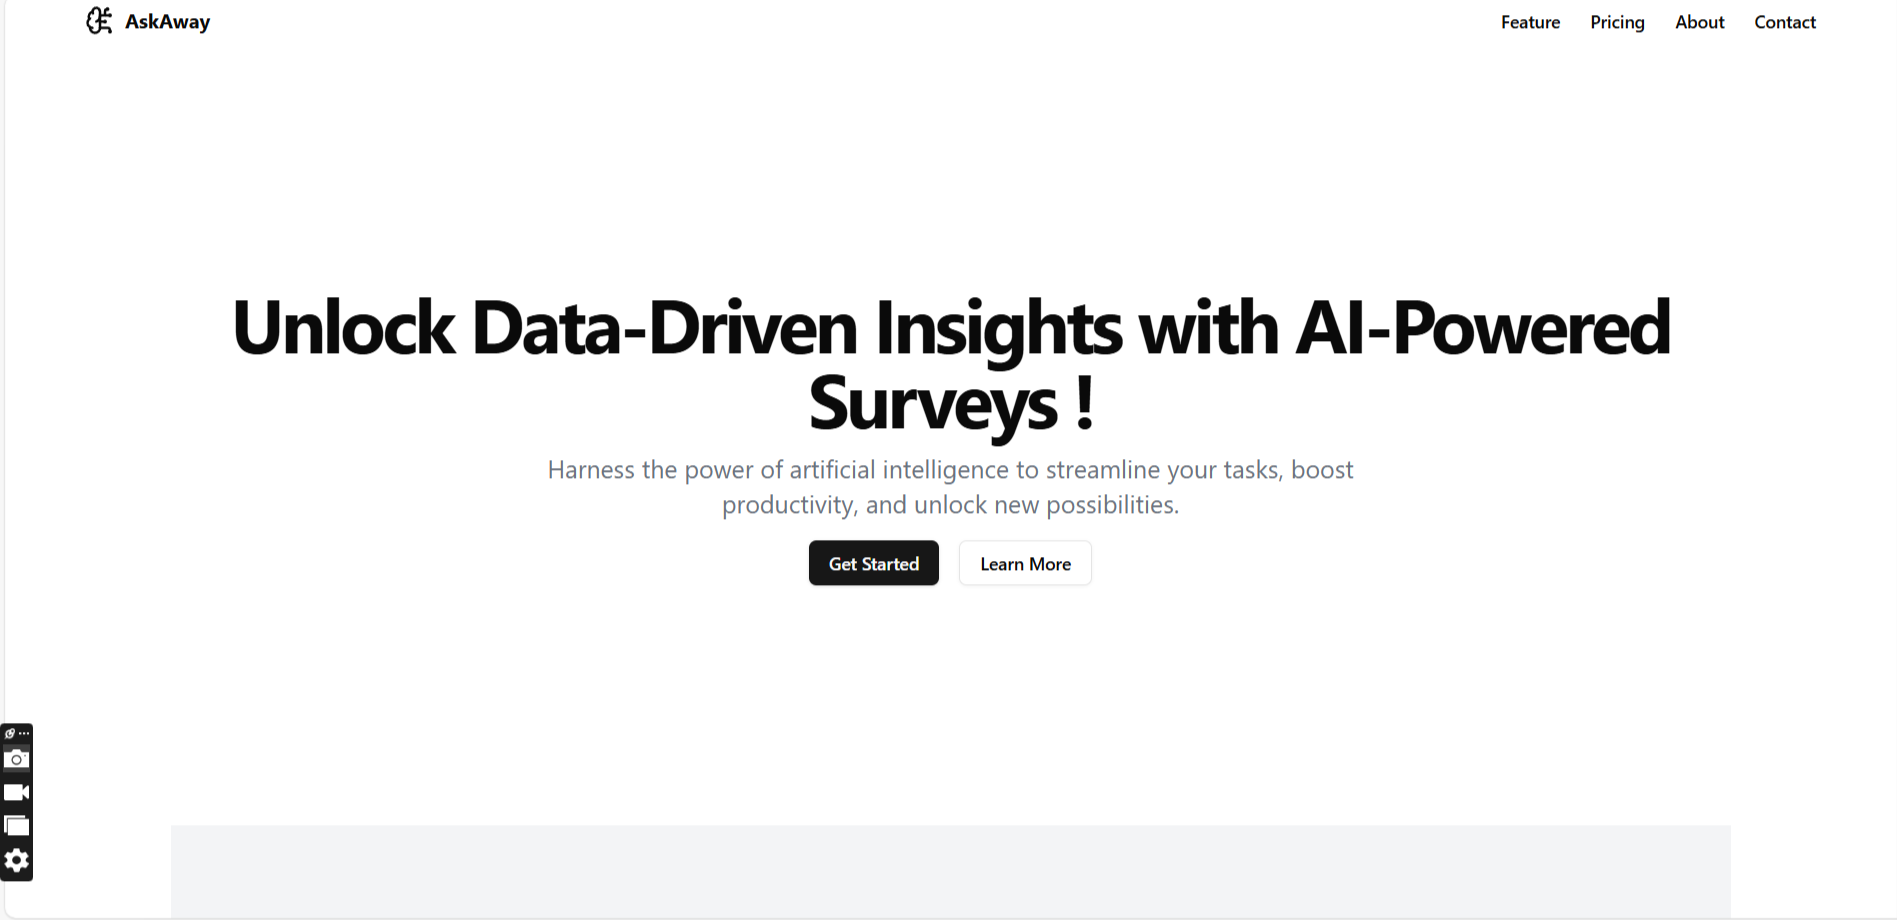 AskAway
Feature Pricing About Contact
Unlock Data-Driven Insights with AI-Powered
Surveys !
Harness the power of artificial intelligence to streamline your tasks, boost
productivity, and unlock new possibilities.
Get Started Learn More